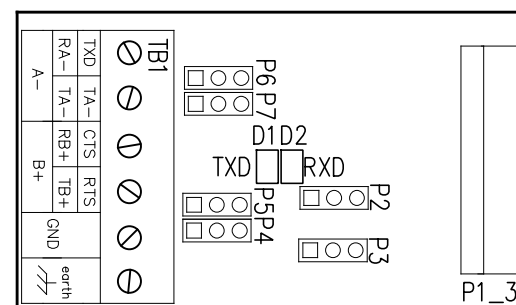 A-
RA-
TXD
TA-
TA-
B+
RB+
CTS
TB+
RTS
GND
earth
TB1
P6
P7
D1 D2
TXD
RXD
P5
P4
P2
P3
P1_3